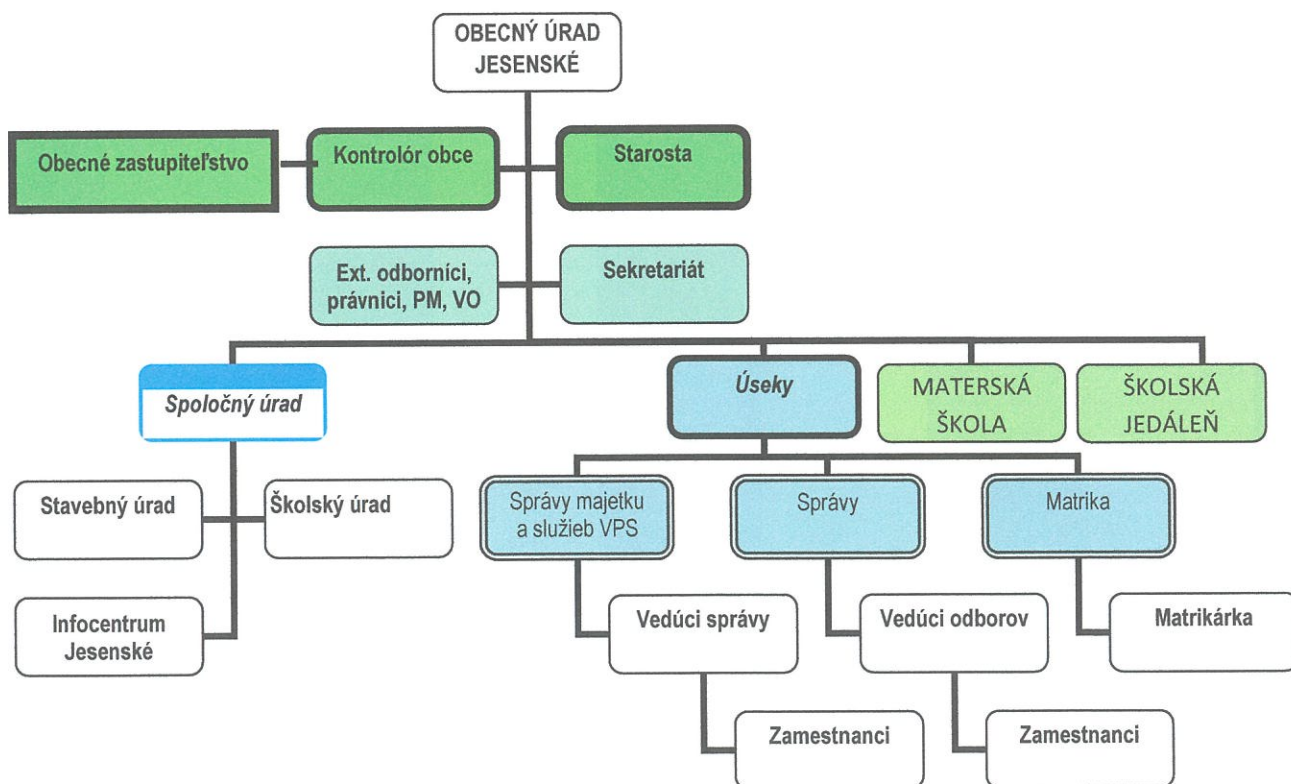 OBECNÝ ÚRAD
JESENSKÉ
Obecné zastupiteľstvo
Kontrolór obce
Starosta
Ext. odborníci,
právnici, PM, VO
Sekretariát
Spoločný úrad
Úseky
MATERSKÁ
ŠKOLA
ŠKOLSKÁ
JEDÁLEŇ
Stavebný úrad
Školský úrad
Správy majetku
a služieb VPS
Správy
Matrika
Infocentrum
Jesenské
Vedúci správy
Vedúci odborov
Matrikárka
Zamestnanci
Zamestnanci